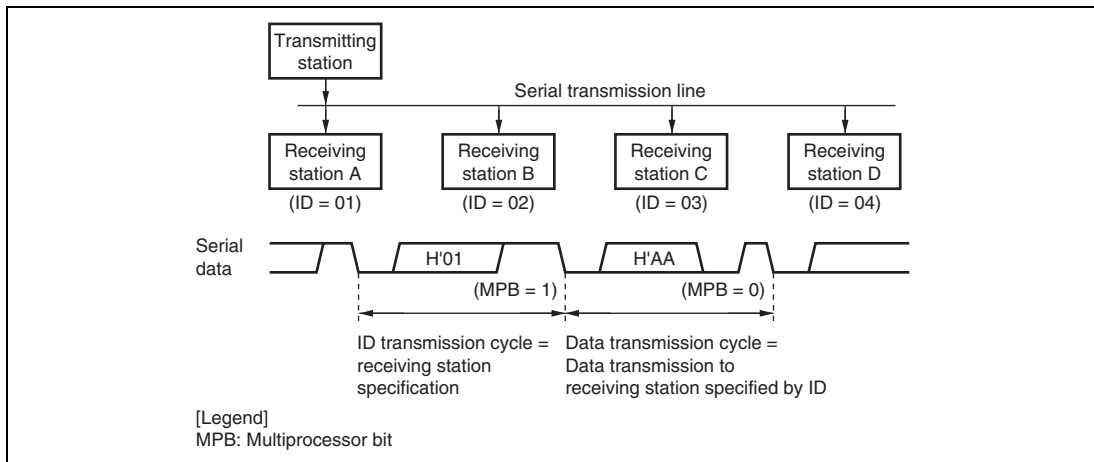 Transmitting
station
Serial transmission line
Receiving
station A
Receiving
station B
Receiving
station C
Receiving
station D
(ID = 01)
(ID = 02)
(ID = 03)
(ID = 04)
Serial
data
H'01
H'AA
(MPB = 1)
(MPB = 0)
ID transmission cycle =
receiving station
specification
Data transmission cycle =
Data transmission to
receiving station specified by ID
[Legend]
MPB: Multiprocessor bit